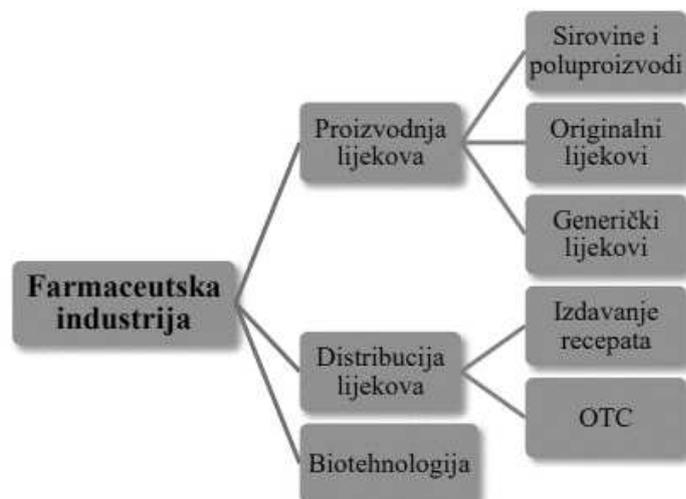 Farmaceutska
industrija
Proizvodnja
lijekova
Sirovine i
poluproizvodi
Originalni
lijekovi
Generički
lijekovi
Distribucija
lijekova
Izdavanje
recepata
OTC
Biotehnologija